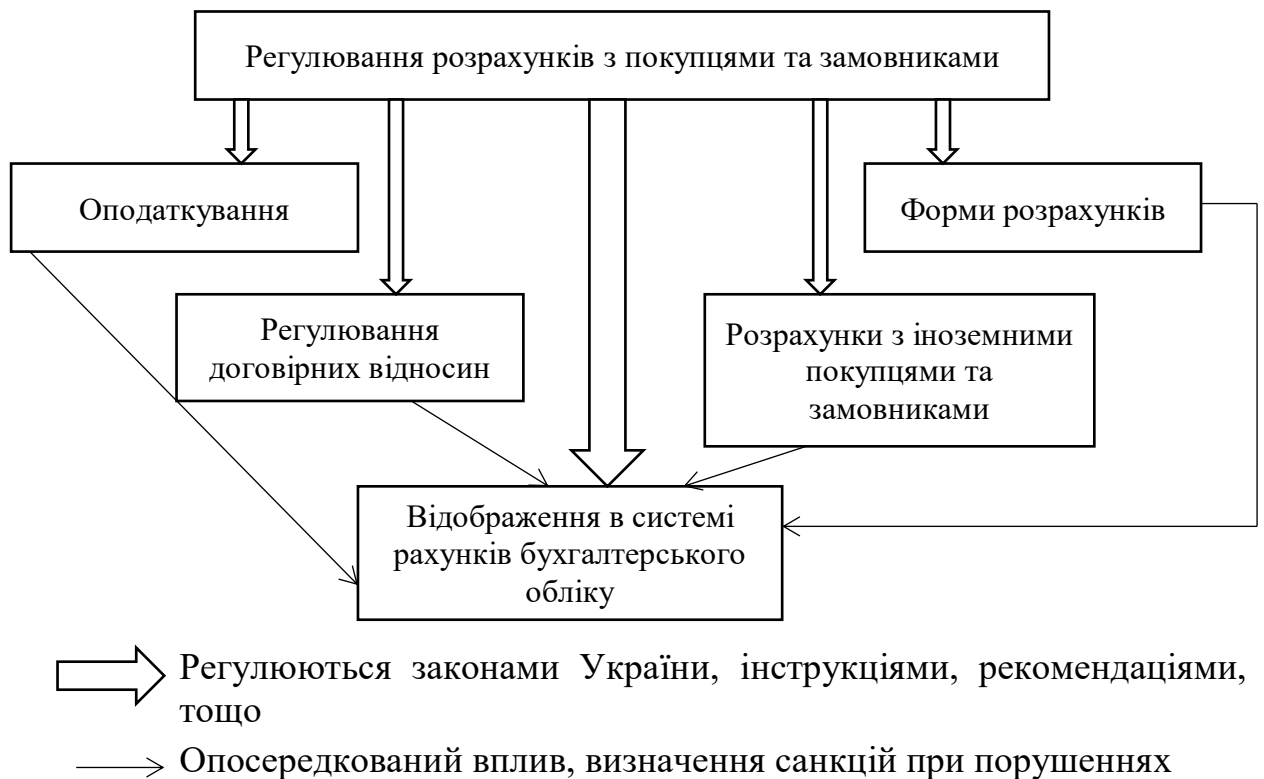 Регулювання розрахунків з покупцями та замовниками
Оподаткування
Форми розрахунків
Регулювання
договірних відносин
Розрахунки з іноземними
покупцями та
замовниками
Відображення в системі
рахунків бухгалтерського
обліку
Регулюються законами України, інструкціями, рекомендаціями,
тощо
Опосередкований вплив, визначення санкцій при порушеннях